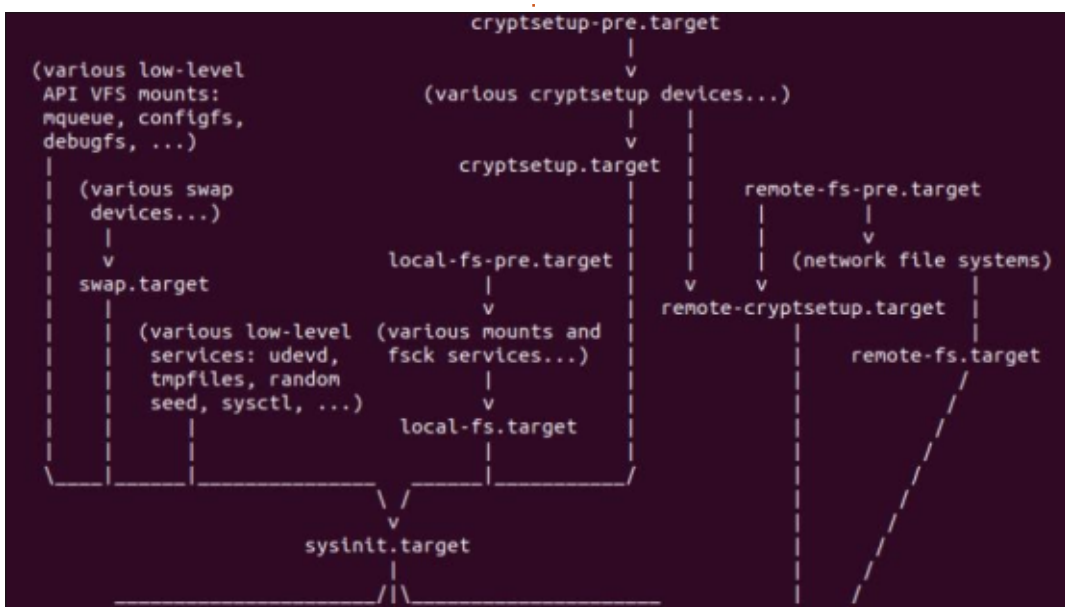 cryptsetup-pre.target
(various low-level
API VFS mounts:
mqueue, configfs,
debugfs, ...)
(various cryptsetup devices...)
cryptsetup.target
(various swap
devices...)
remote-fs-pre.target
(network file systems)
local-fs-pre.target
swap.target
remote-cryptsetup.target
(various low-level
services: udevd,
tmpfiles, random
seed, sysctl, ...)
(various mounts and
fsck services...)
remote-fs.target
local-fs.target
sysinit.target